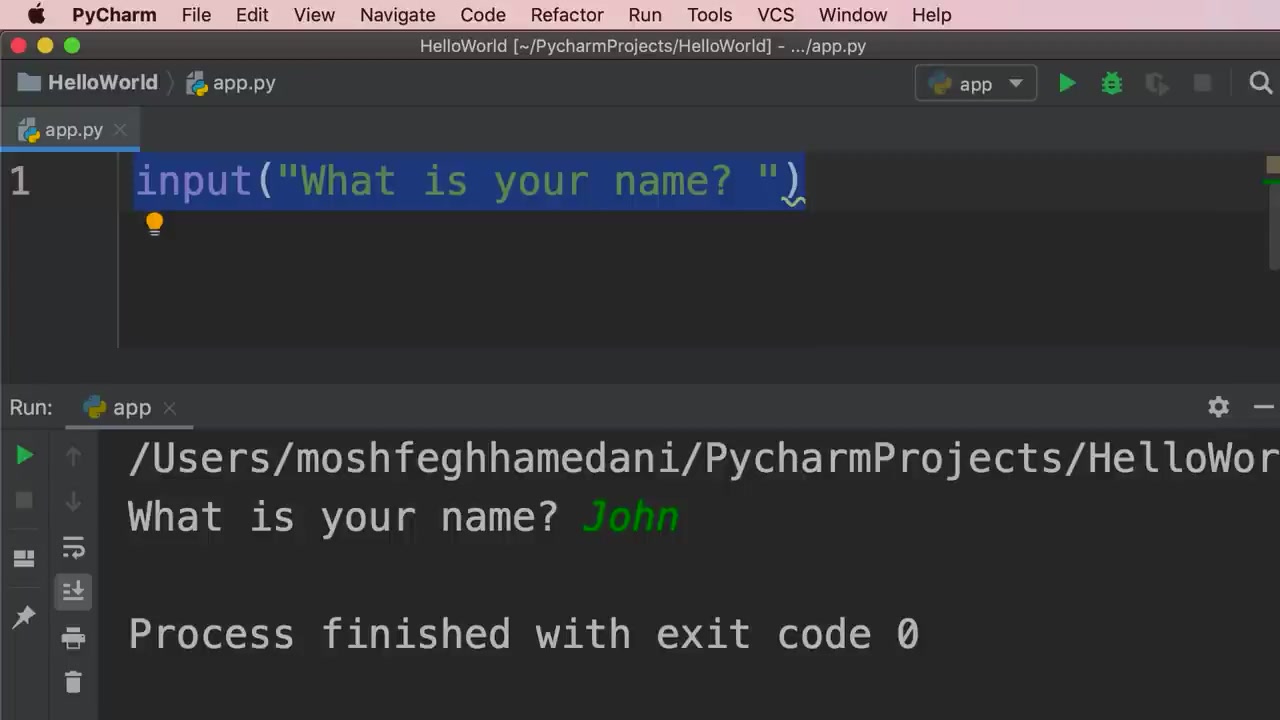 PyCharm File Edit View Navigate Code Refactor Run Tools VCS Window Help
HelloWorld [~/PycharmProjects/HelloWorld] - .../app.py
HelloWorld app.py app
app.py
1 input("What is your name? ")
Run: app
/Users/moshfeghhamedani/PycharmProjects/HelloWor
What is your name? John
Process finished with exit code 0